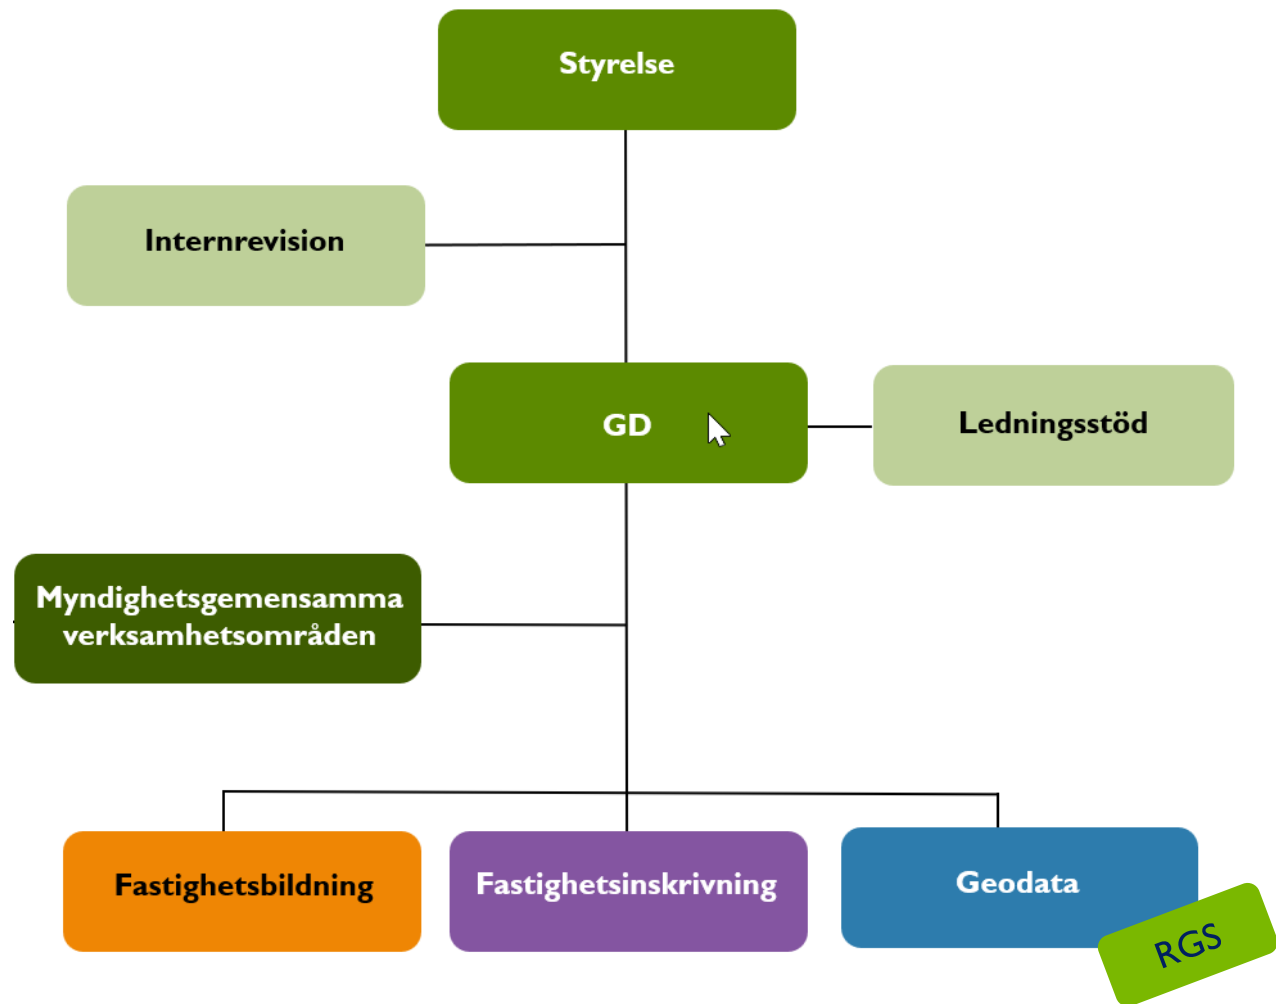 Styrelse
Internrevision
GD
Ledningsstöd
Myndighetsgemensamma
verksamhetsområden
Fastighetsbildning
Fastighetsinskrivning
Geodata
RGS